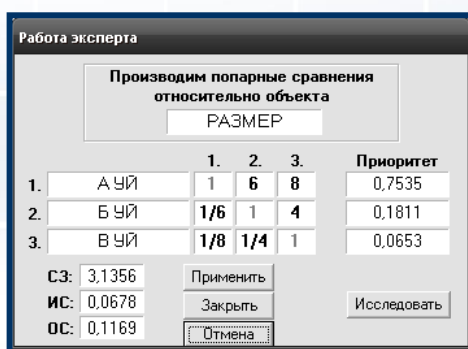 Работа эксперта
Производим попарные сравнения
относительно объекта
РАЗМЕР
1. 2. 3. Приоритет
1. А УЙ 1 6 8 0,7535
2. Б УЙ 1/6 1 4 0,1811
3. В УЙ 1/8 1/4 1 0,0653
СЗ: 3,1356 Применить
ИС: 0,0678 Закрыть Исследовать
ОС: 0,1169 Отмена